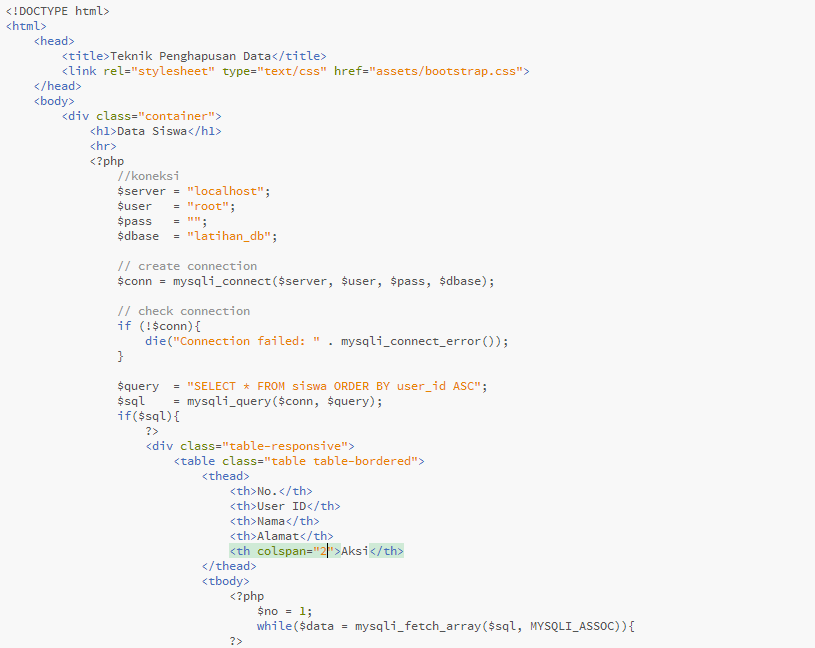 <!DOCTYPE html>
<html>
    <head>
        <title>Teknik Penghapusan Data</title>
        <link rel="stylesheet" type="text/css" href="assets/bootstrap.css">
    </head>
    <body>
        <div class="container">
            <h1>Data Siswa</h1>
            <hr>
            <?php
                //koneksi
                $server = "localhost";
                $user   = "root";
                $pass   = "";
                $dbase  = "latihan_db";

                // create connection
                $conn = mysqli_connect($server, $user, $pass, $dbase);

                // check connection
                if (!$conn){
                    die("Connection failed: " . mysqli_connect_error());
                }

                $query  = "SELECT * FROM siswa ORDER BY user_id ASC";
                $sql    = mysqli_query($conn, $query);
                if($sql){
                    ?>
                    <div class="table-responsive">
                        <table class="table table-bordered">
                            <thead>
                                <th>No.</th>
                                <th>User ID</th>
                                <th>Nama</th>
                                <th>Alamat</th>
                                <th colspan="2">Aksi</th>
                            </thead>
                            <tbody>
                                <?php
                                    $no = 1;
                                    while($data = mysqli_fetch_array($sql, MYSQLI_ASSOC)){
                                ?>